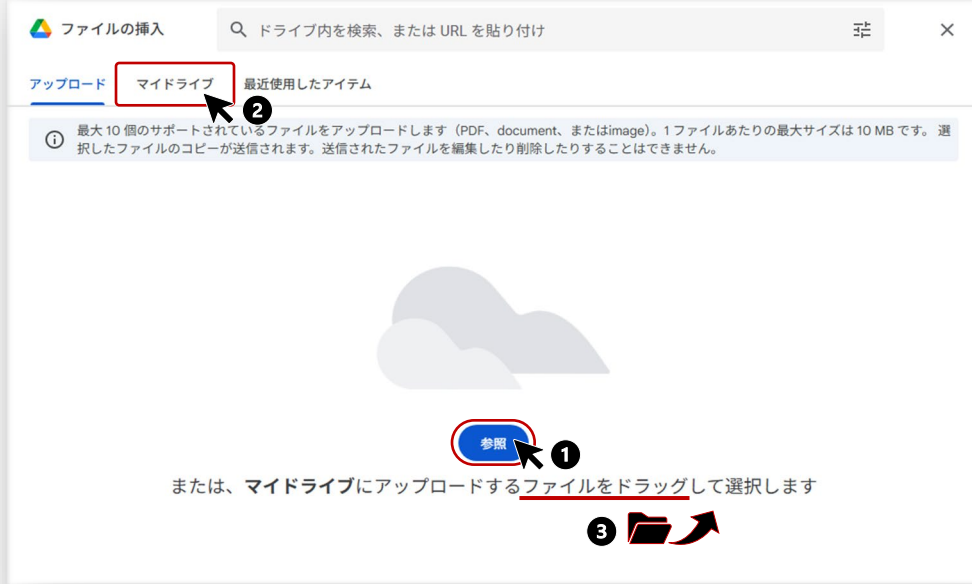 ファイルの挿入
ドライブ内を検索、または URL を貼り付け
アップロード
マイドライブ
最近使用したアイテム
2
最大 10 個のサポートされているファイルをアップロードします（PDF、document、またはimage）。1 ファイルあたりの最大サイズは 10 MB です。 選
択したファイルのコピーが送信されます。送信されたファイルを編集したり削除したりすることはできません。
参照
1
または、マイドライブにアップロードするファイルをドラッグして選択します
3